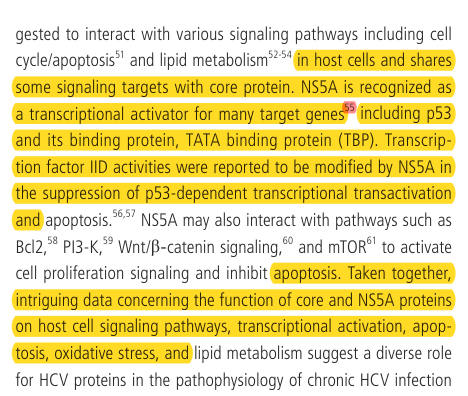 gested to interact with various signaling pathways including cell
cycle/apoptosis51 and lipid metabolism52-54 in host cells and shares
some signaling targets with core protein. NS5A is recognized as
a transcriptional activator for many target genes55 including p53
and its binding protein, TATA binding protein (TBP). Transcrip-
tion factor IID activities were reported to be modified by NS5A in
the suppression of p53-dependent transcriptional transactivation
and apoptosis.56,57 NS5A may also interact with pathways such as
Bcl2,58 PI3-K,59 Wnt/β-catenin signaling,60 and mTOR61 to activate
cell proliferation signaling and inhibit apoptosis. Taken together,
intriguing data concerning the function of core and NS5A proteins
on host cell signaling pathways, transcriptional activation, apop-
tosis, oxidative stress, and lipid metabolism suggest a diverse role
for HCV proteins in the pathophysiology of chronic HCV infection